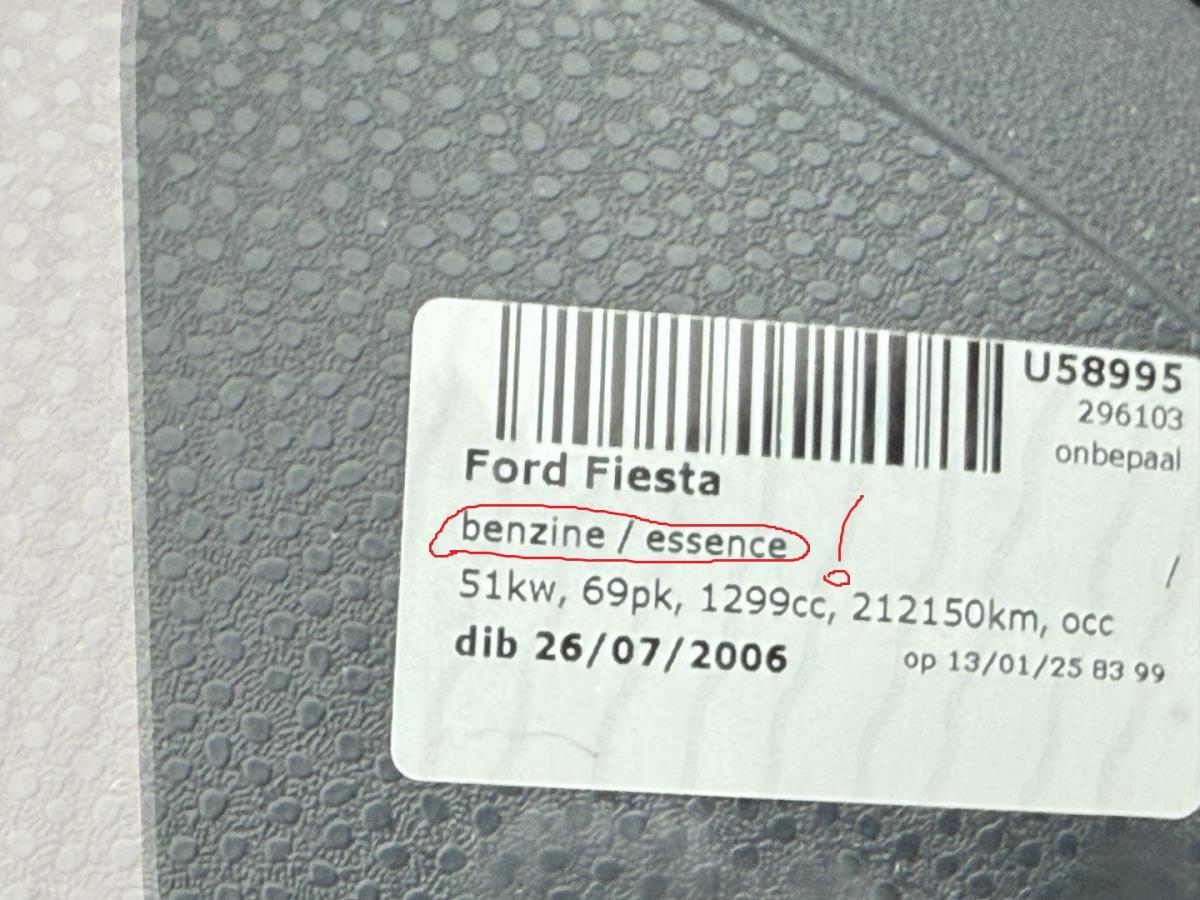 U58995
296103
onbepaal
Ford Fiesta
benzine / essence !
/
51kw, 69pk, 1299cc, 212150km, occ
dib 26/07/2006 op 13/01/25 83 99